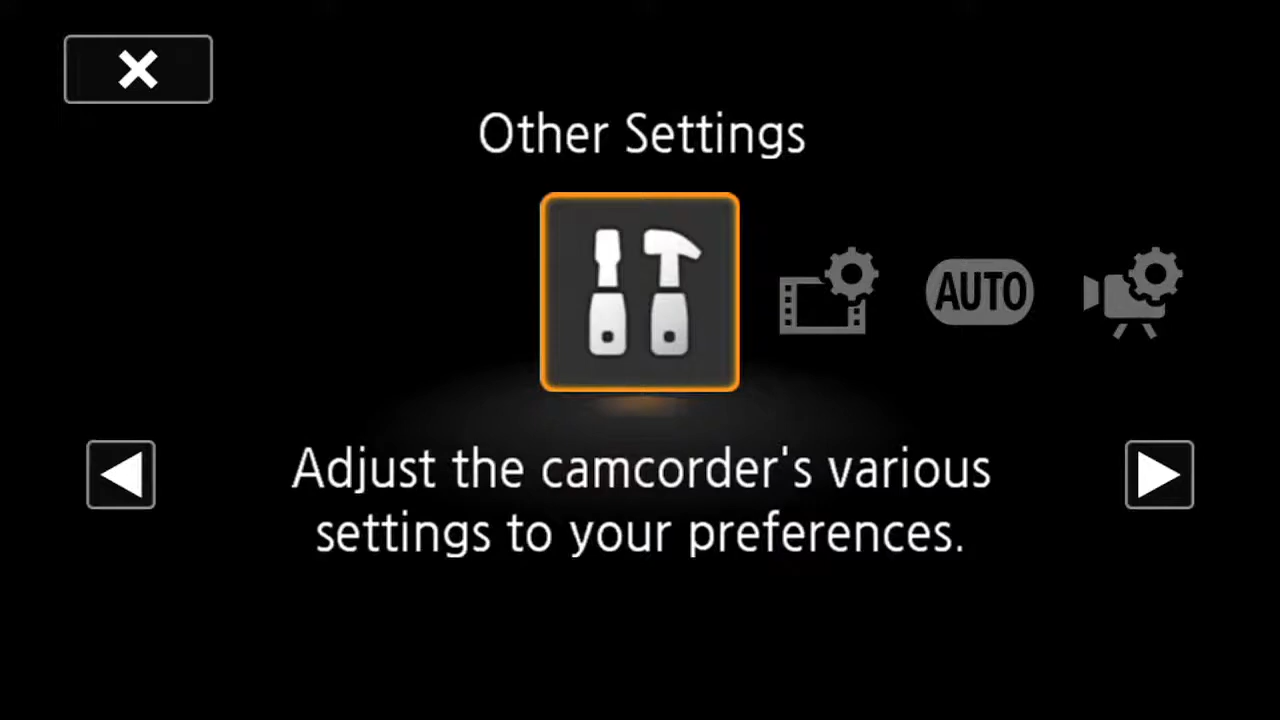 Other Settings
AUTO
Adjust the camcorder's various
settings to your preferences.